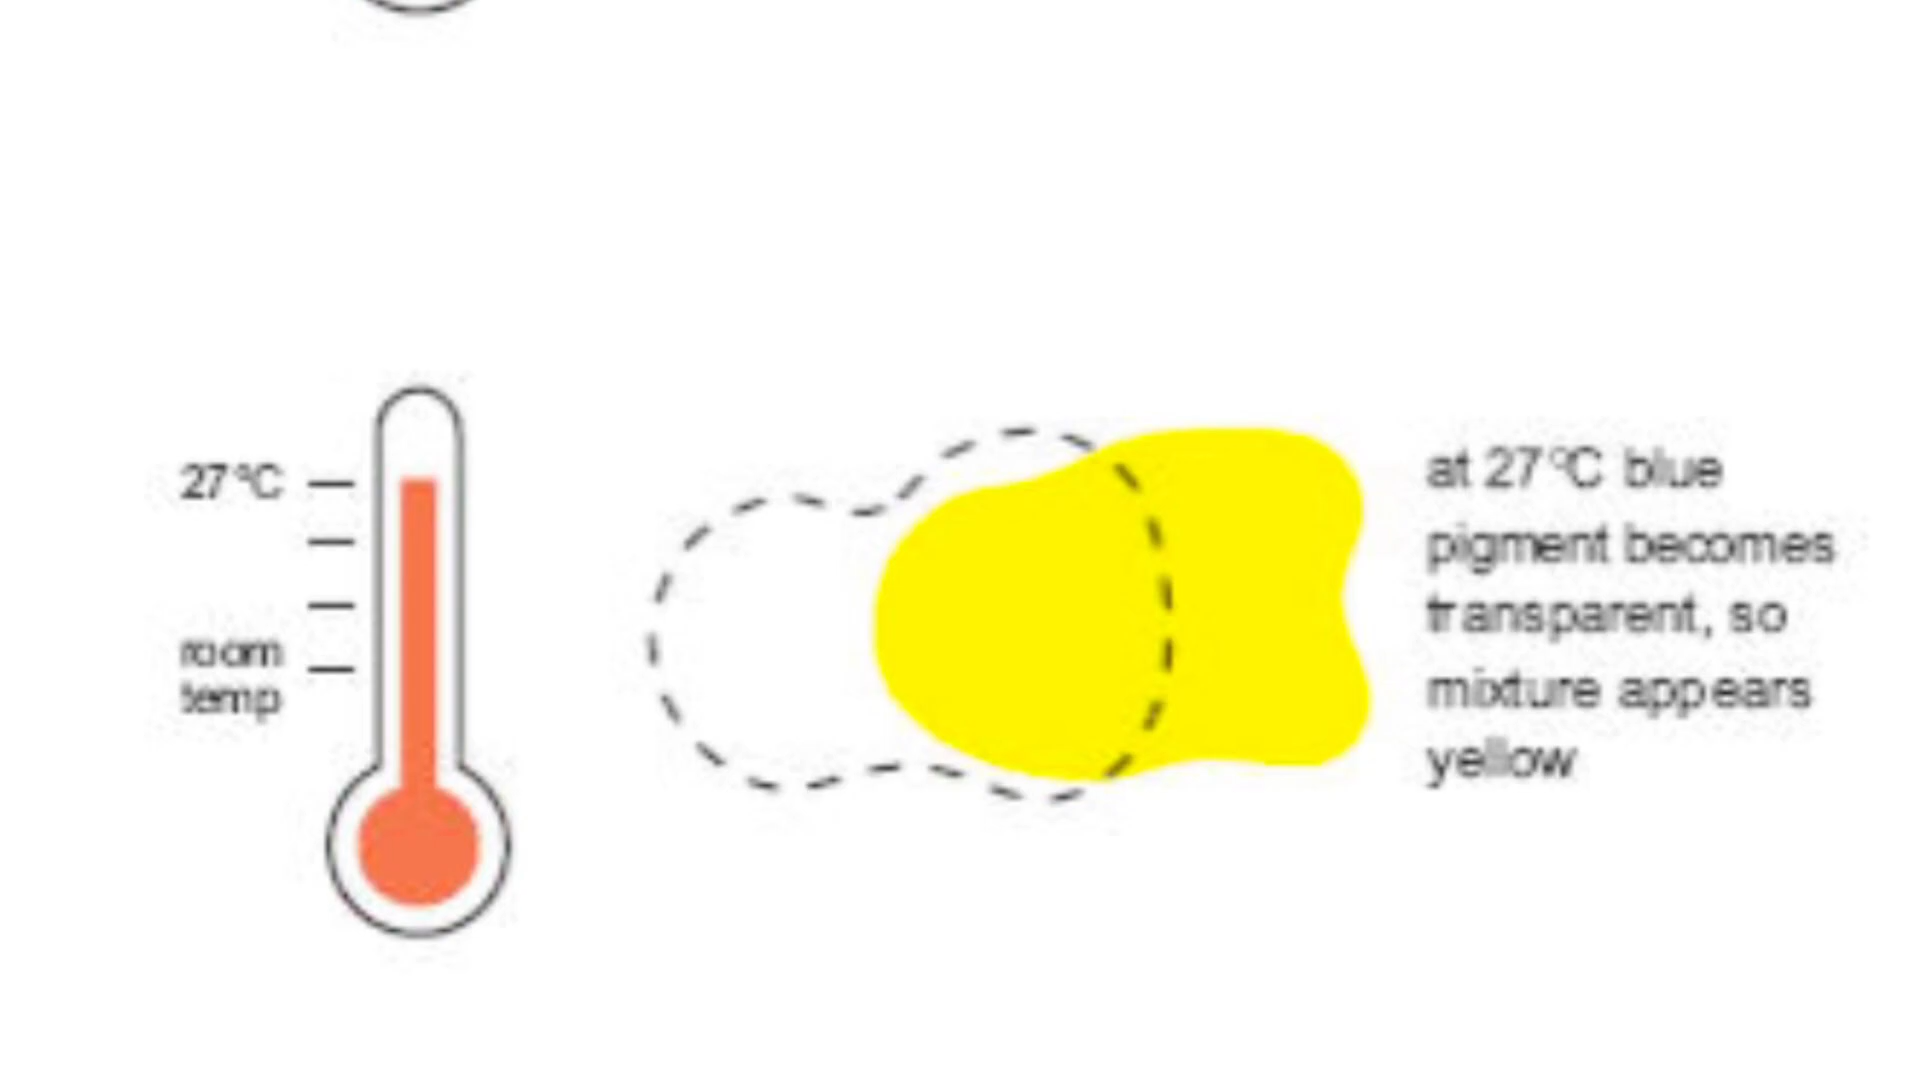 27°C
room
temp
at 27°C blue
pigment becomes
transparent, so
mixture appears
yellow